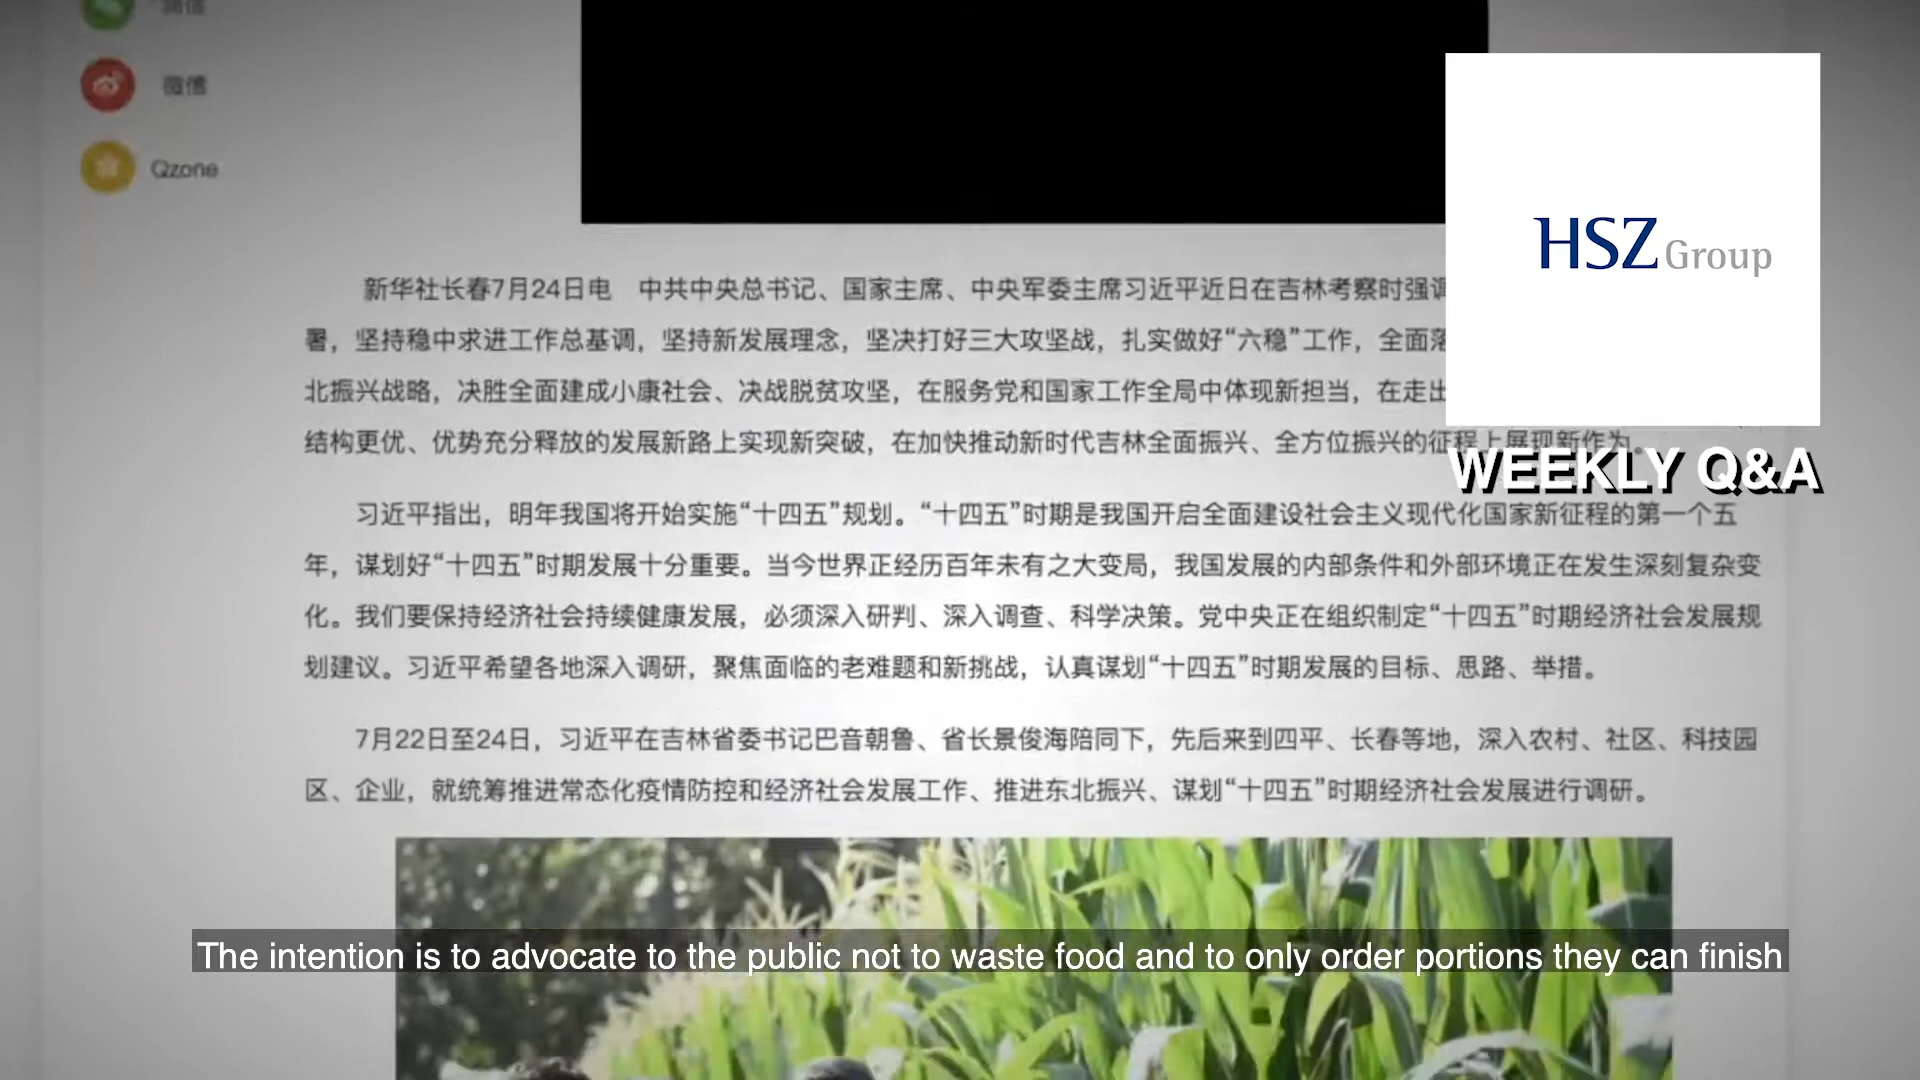 微信
微博
Qzone
HSZ Group
WEEKLY Q&A
新华社长春7月24日电　中共中央总书记、国家主席、中央军委主席习近平近日在吉林考察时强调
署，坚持稳中求进工作总基调，坚持新发展理念，坚决打好三大攻坚战，扎实做好“六稳”工作，全面落
北振兴战略，决胜全面建成小康社会、决战脱贫攻坚，在服务党和国家工作全局中体现新担当，在走出
结构更优、优势充分释放的发展新路上实现新突破，在加快推动新时代吉林全面振兴、全方位振兴的征程上展现新作为。
习近平指出，明年我国将开始实施“十四五”规划。“十四五”时期是我国开启全面建设社会主义现代化国家新征程的第一个五
年，谋划好“十四五”时期发展十分重要。当今世界正经历百年未有之大变局，我国发展的内部条件和外部环境正在发生深刻复杂变
化。我们要保持经济社会持续健康发展，必须深入研判、深入调查、科学决策。党中央正在组织制定“十四五”时期经济社会发展规
划建议。习近平希望各地深入调研，聚焦面临的老难题和新挑战，认真谋划“十四五”时期发展的目标、思路、举措。
7月22日至24日，习近平在吉林省委书记巴音朝鲁、省长景俊海陪同下，先后来到四平、长春等地，深入农村、社区、科技园
区、企业，就统筹推进常态化疫情防控和经济社会发展工作、推进东北振兴、谋划“十四五”时期经济社会发展进行调研。
The intention is to advocate to the public not to waste food and to only order portions they can finish